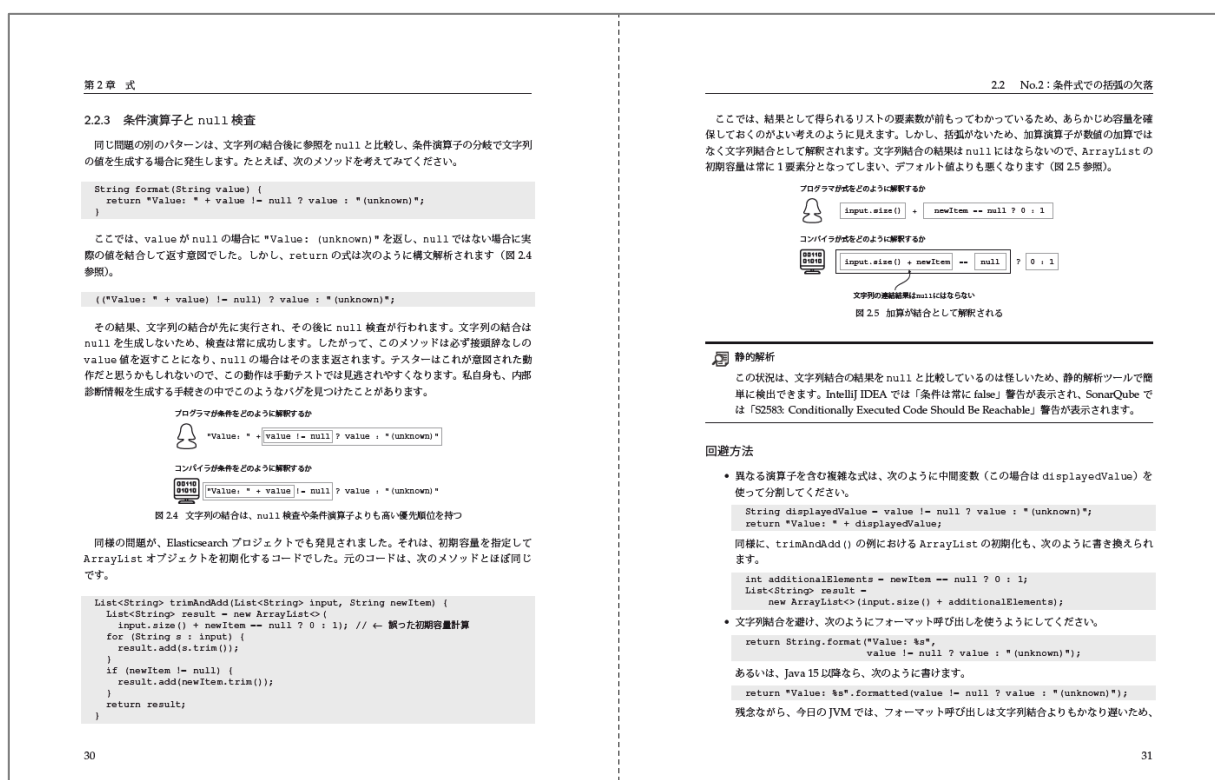 第 2 章　式
2.2.3　条件演算子と null 検査
同じ問題の別のパターンは、文字列の結合後に参照を null と比較し、条件演算子の分岐で文字列
の値を生成する場合に発生します。たとえば、次のメソッドを考えてみてください。
String format(String value) {
  return "Value: " + value != null ? value : "(unknown)";
}
ここでは、value が null の場合に "Value: (unknown)" を返し、null ではない場合に実
際の値を結合して返す意図でした。しかし、return の式は次のように構文解析されます（図 2.4
参照）。
(("Value: " + value) != null) ? value : "(unknown)";
その結果、文字列の結合が先に実行され、その後に null 検査が行われます。文字列の結合は
null を生成しないため、検査は常に成功します。したがって、このメソッドは必ず接頭辞なしの
value 値を返すことになり、null の場合はそのまま返されます。テスターはこれが意図された動
作だと思うかもしれないので、この動作は手動テストでは見逃されやすくなります。私自身も、内部
診断情報を生成する手続きの中でこのようなバグを見つけたことがあります。
プログラマが条件をどのように解釈するか
"Value: " + value != null ? value : "(unknown)"
コンパイラが条件をどのように解釈するか
00110
01010
"Value: " + value != null ? value : "(unknown)"
図 2.4　文字列の結合は、null 検査や条件演算子よりも高い優先順位を持つ
同様の問題が、Elasticsearch プロジェクトでも発見されました。それは、初期容量を指定して
ArrayList オブジェクトを初期化するコードでした。元のコードは、次のメソッドとほぼ同じ
です。
List<String> trimAndAdd(List<String> input, String newItem) {
  List<String> result = new ArrayList<>(
    input.size() + newItem == null ? 0 : 1); // ← 誤った初期容量計算
  for (String s : input) {
    result.add(s.trim());
  }
  if (newItem != null) {
    result.add(newItem.trim());
  }
  return result;
}
30
2.2　No.2：条件式での括弧の欠落
ここでは、結果として得られるリストの要素数が前もってわかっているため、あらかじめ容量を確
保しておくのがよい考えのように見えます。しかし、括弧がないため、加算演算子が数値の加算では
なく文字列結合として解釈されます。文字列結合の結果は null にはならないので、ArrayList の
初期容量は常に 1 要素分となってしまい、デフォルト値よりも悪くなります（図 2.5 参照）。
プログラマが式をどのように解釈するか
input.size() + newItem == null ? 0 : 1
コンパイラが式をどのように解釈するか
00110
01010
input.size() + newItem == null ? 0 : 1
文字列の連結結果はnullにはならない
図 2.5　加算が結合として解釈される
静的解析
この状況は、文字列結合の結果を null と比較しているのは怪しいため、静的解析ツールで簡
単に検出できます。IntelliJ IDEA では「条件は常に false」警告が表示され、SonarQube で
は「S2583: Conditionally Executed Code Should Be Reachable」警告が表示されます。
回避方法
● 異なる演算子を含む複雑な式は、次のように中間変数（この場合は displayedValue）を
使って分割してください。
String displayedValue = value != null ? value : "(unknown)";
return "Value: " + displayedValue;
同様に、trimAndAdd() の例における ArrayList の初期化も、次のように書き換えられ
ます。
int additionalElements = newItem == null ? 0 : 1;
List<String> result =
    new ArrayList<>(input.size() + additionalElements);
● 文字列結合を避け、次のようにフォーマット呼び出しを使うようにしてください。
return String.format("Value: %s",
                     value != null ? value : "(unknown)");
あるいは、Java 15 以降なら、次のように書けます。
return "Value: %s".formatted(value != null ? value : "(unknown)");
残念ながら、今日の JVM では、フォーマット呼び出しは文字列結合よりもかなり遅いため、
31